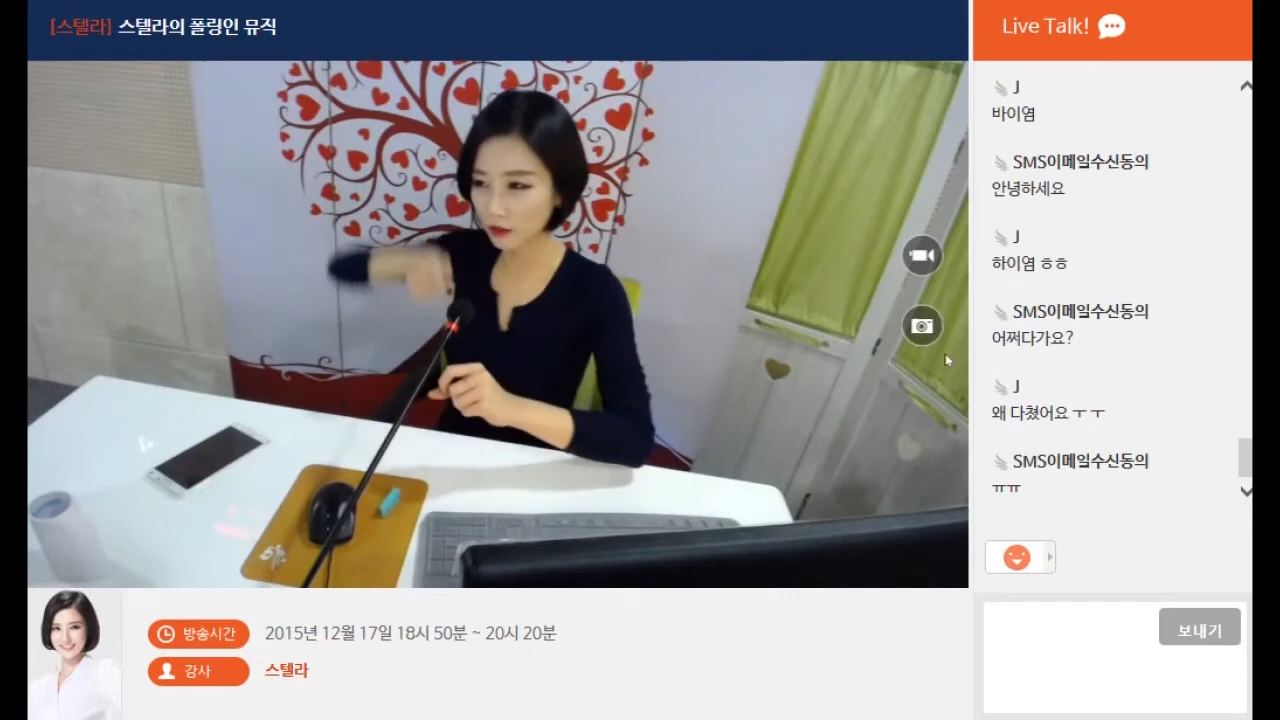 [스텔라] 스텔라의 폴링인 뮤직
Live Talk!
J
바이염
SMS이메일수신동의
안녕하세요
J
하이염 ㅎㅎ
SMS이메일수신동의
어쩌다가요?
J
왜 다쳤어요 ㅜ ㅜ
SMS이메일수신동의
ㅠㅠ
보내기
방송시간 2015년 12월 17일 18시 50분 ~ 20시 20분
강사 스텔라